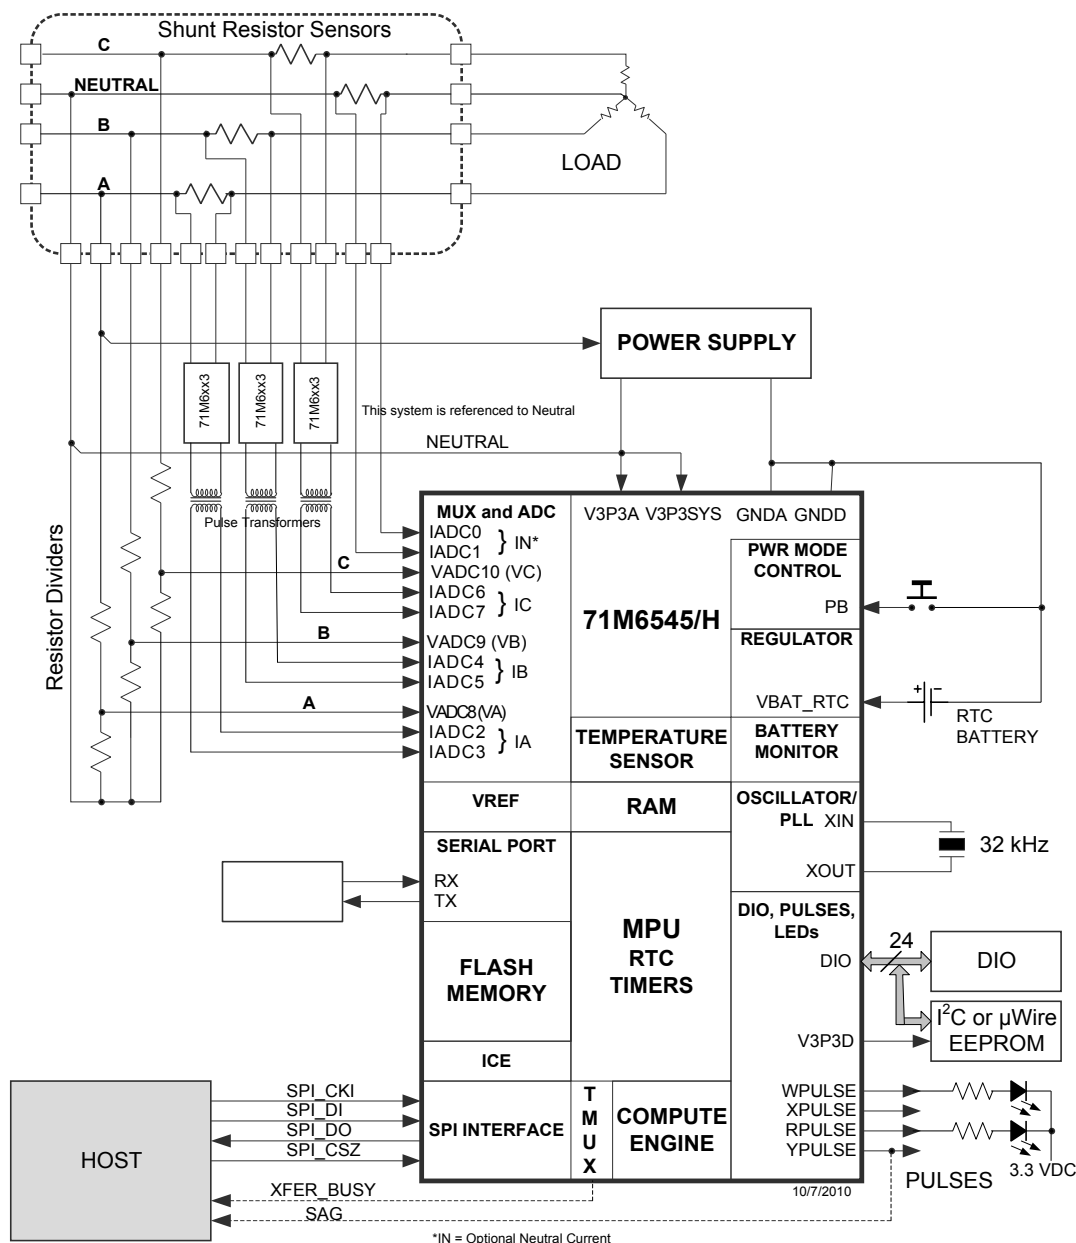 Shunt Resistor Sensors
C
NEUTRAL
B
A
LOAD
POWER SUPPLY
71M6xx3
71M6xx3
71M6xx3
This system is referenced to Neutral
NEUTRAL
Pulse Transformers
Resistor Dividers
C
B
A
MUX and ADC
IADC0
IADC1
} IN*
VADC10 (VC)
IADC6
IADC7
} IC
VADC9 (VB)
IADC4
IADC5
} IB
VADC8(VA)
IADC2
IADC3
} IA
V3P3A V3P3SYS
GNDA GNDD
71M6545/H
PWR MODE
CONTROL
PB
REGULATOR
VBAT_RTC
+ −
RTC
BATTERY
TEMPERATURE
SENSOR
BATTERY
MONITOR
VREF
RAM
OSCILLATOR/
PLL XIN
XOUT
32 kHz
SERIAL PORT
RX
TX
MPU
RTC
TIMERS
DIO, PULSES,
LEDs
DIO
24
DIO
I²C or µWire
EEPROM
V3P3D
FLASH
MEMORY
ICE
SPI INTERFACE
T
M
U
X
COMPUTE
ENGINE
WPULSE
XPULSE
RPULSE
YPULSE
PULSES
3.3 VDC
10/7/2010
HOST
SPI_CKI
SPI_DI
SPI_DO
SPI_CSZ
XFER_BUSY
SAG
*IN = Optional Neutral Current